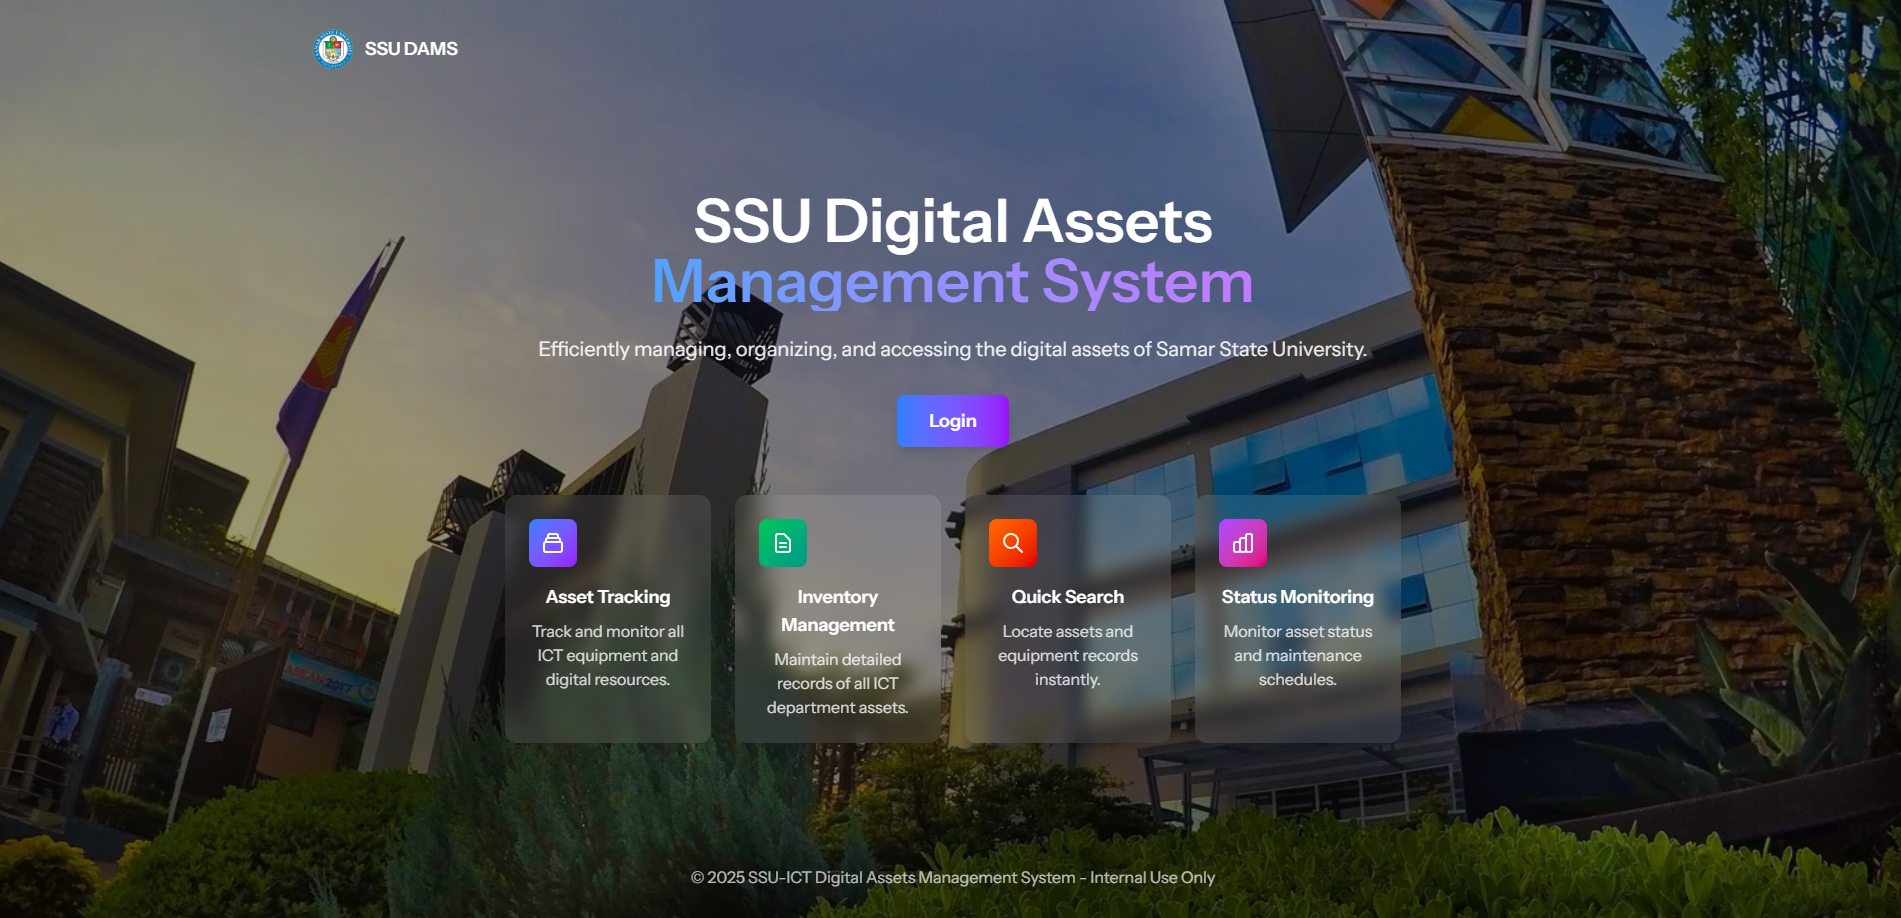 SSU DAMS
SSU Digital Assets
Management System
Efficiently managing, organizing, and accessing the digital assets of Samar State University.
Login
Asset Tracking
Track and monitor all
ICT equipment and
digital resources.
Inventory
Management
Maintain detailed
records of all ICT
department assets.
Quick Search
Locate assets and
equipment records
instantly.
Status Monitoring
Monitor asset status
and maintenance
schedules.
ASEAN 2017
© 2025 SSU-ICT Digital Assets Management System - Internal Use Only